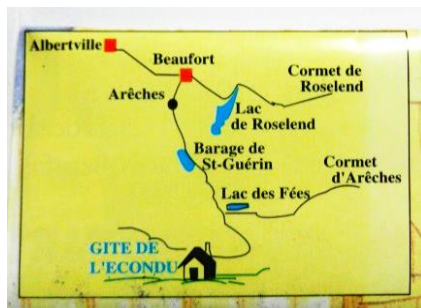 Albertville
Beaufort
Cormet de
Roselend
Arêches
Lac
de Roselend
Barage de
St-Guérin
Cormet
d'Arêches
Lac des Fées
GITE DE
L'ECONDU